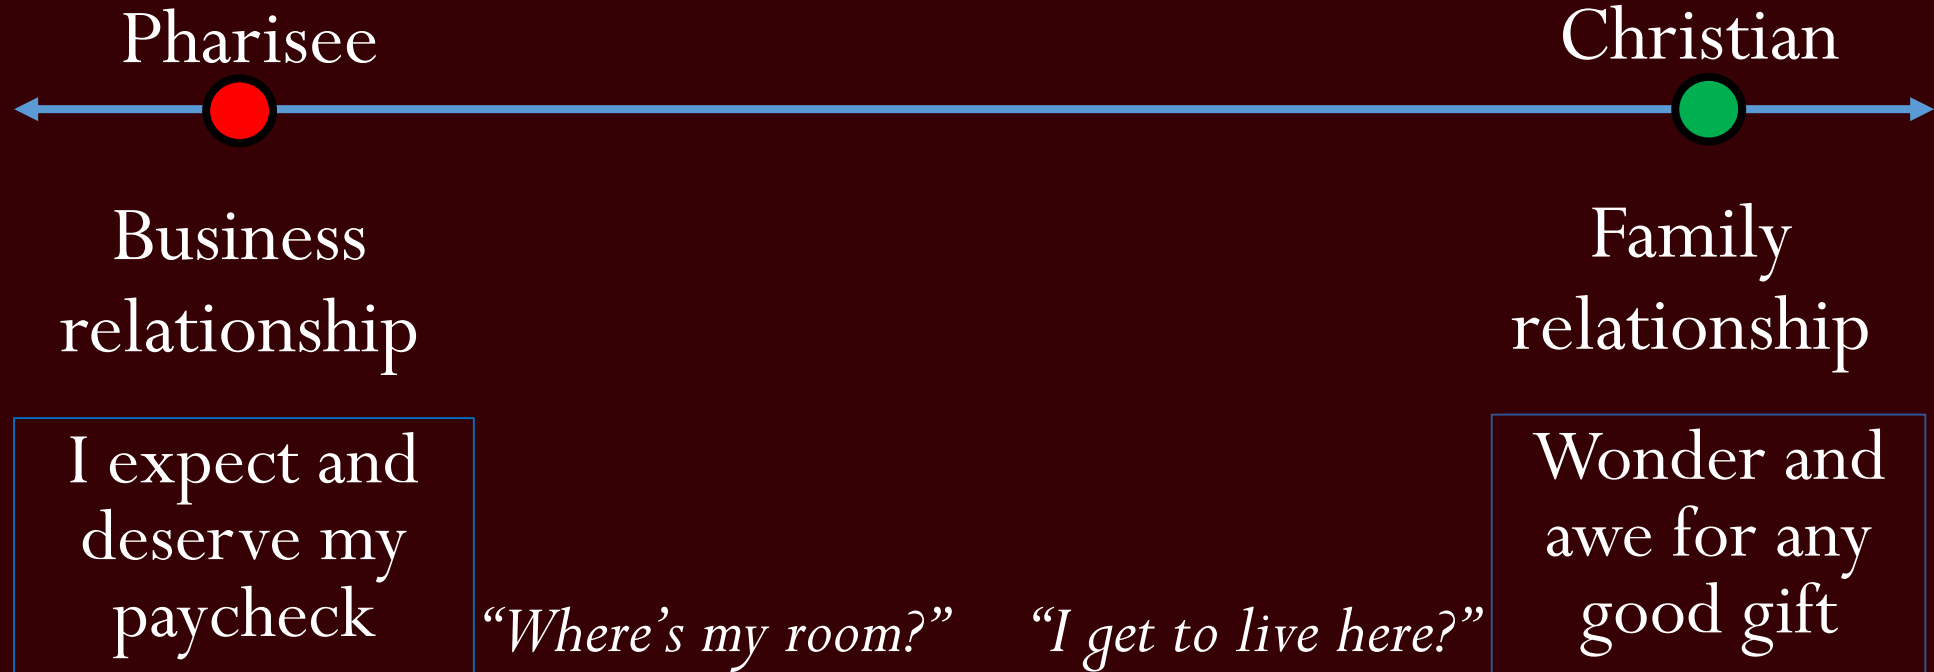 Pharisee
Christian
Business
relationship
Family
relationship
I expect and
deserve my
paycheck
“Where’s my room?”
“I get to live here?”
Wonder and
awe for any
good gift